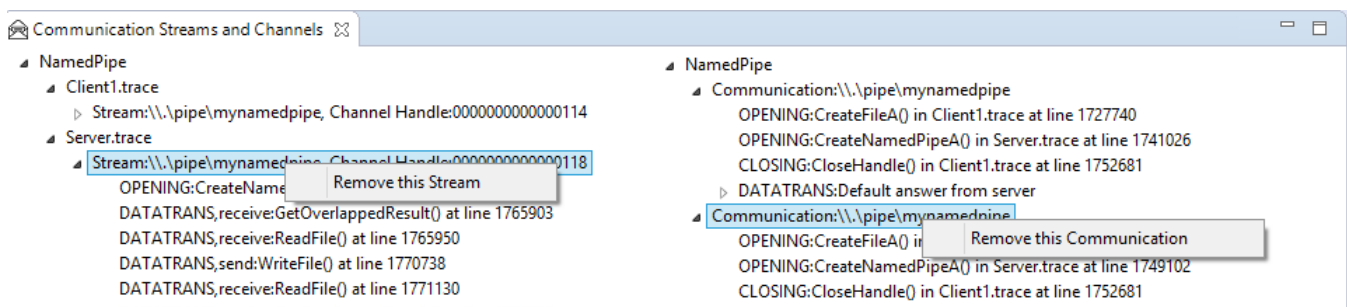 Communication Streams and Channels
NamedPipe
Client1.trace
Stream:\\.\pipe\mynamedpipe, Channel Handle:0000000000000114
Server.trace
Stream:\\.\pipe\mynamedpipe, Channel Handle:0000000000000118
Remove this Stream
OPENING:CreateName
DATATRANS,receive:GetOverlappedResult() at line 1765903
DATATRANS,receive:ReadFile() at line 1765950
DATATRANS,send:WriteFile() at line 1770738
DATATRANS,receive:ReadFile() at line 1771130
NamedPipe
Communication:\\.\pipe\mynamedpipe
OPENING:CreateFileA() in Client1.trace at line 1727740
OPENING:CreateNamedPipeA() in Server.trace at line 1741026
CLOSING:CloseHandle() in Client1.trace at line 1752681
DATATRANS:Default answer from server
Communication:\\.\pipe\mynamedpipe
Remove this Communication
OPENING:CreateFileA() i
OPENING:CreateNamedPipeA() in Server.trace at line 1749102
CLOSING:CloseHandle() in Client1.trace at line 1752681